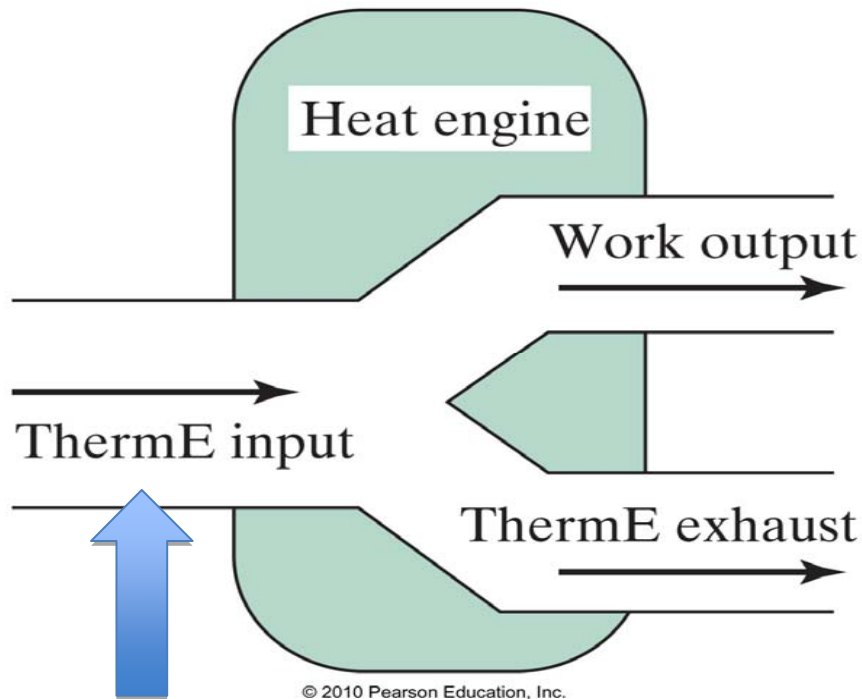 Heat engine
Work output
ThermE input
ThermE exhaust
© 2010 Pearson Education, Inc.